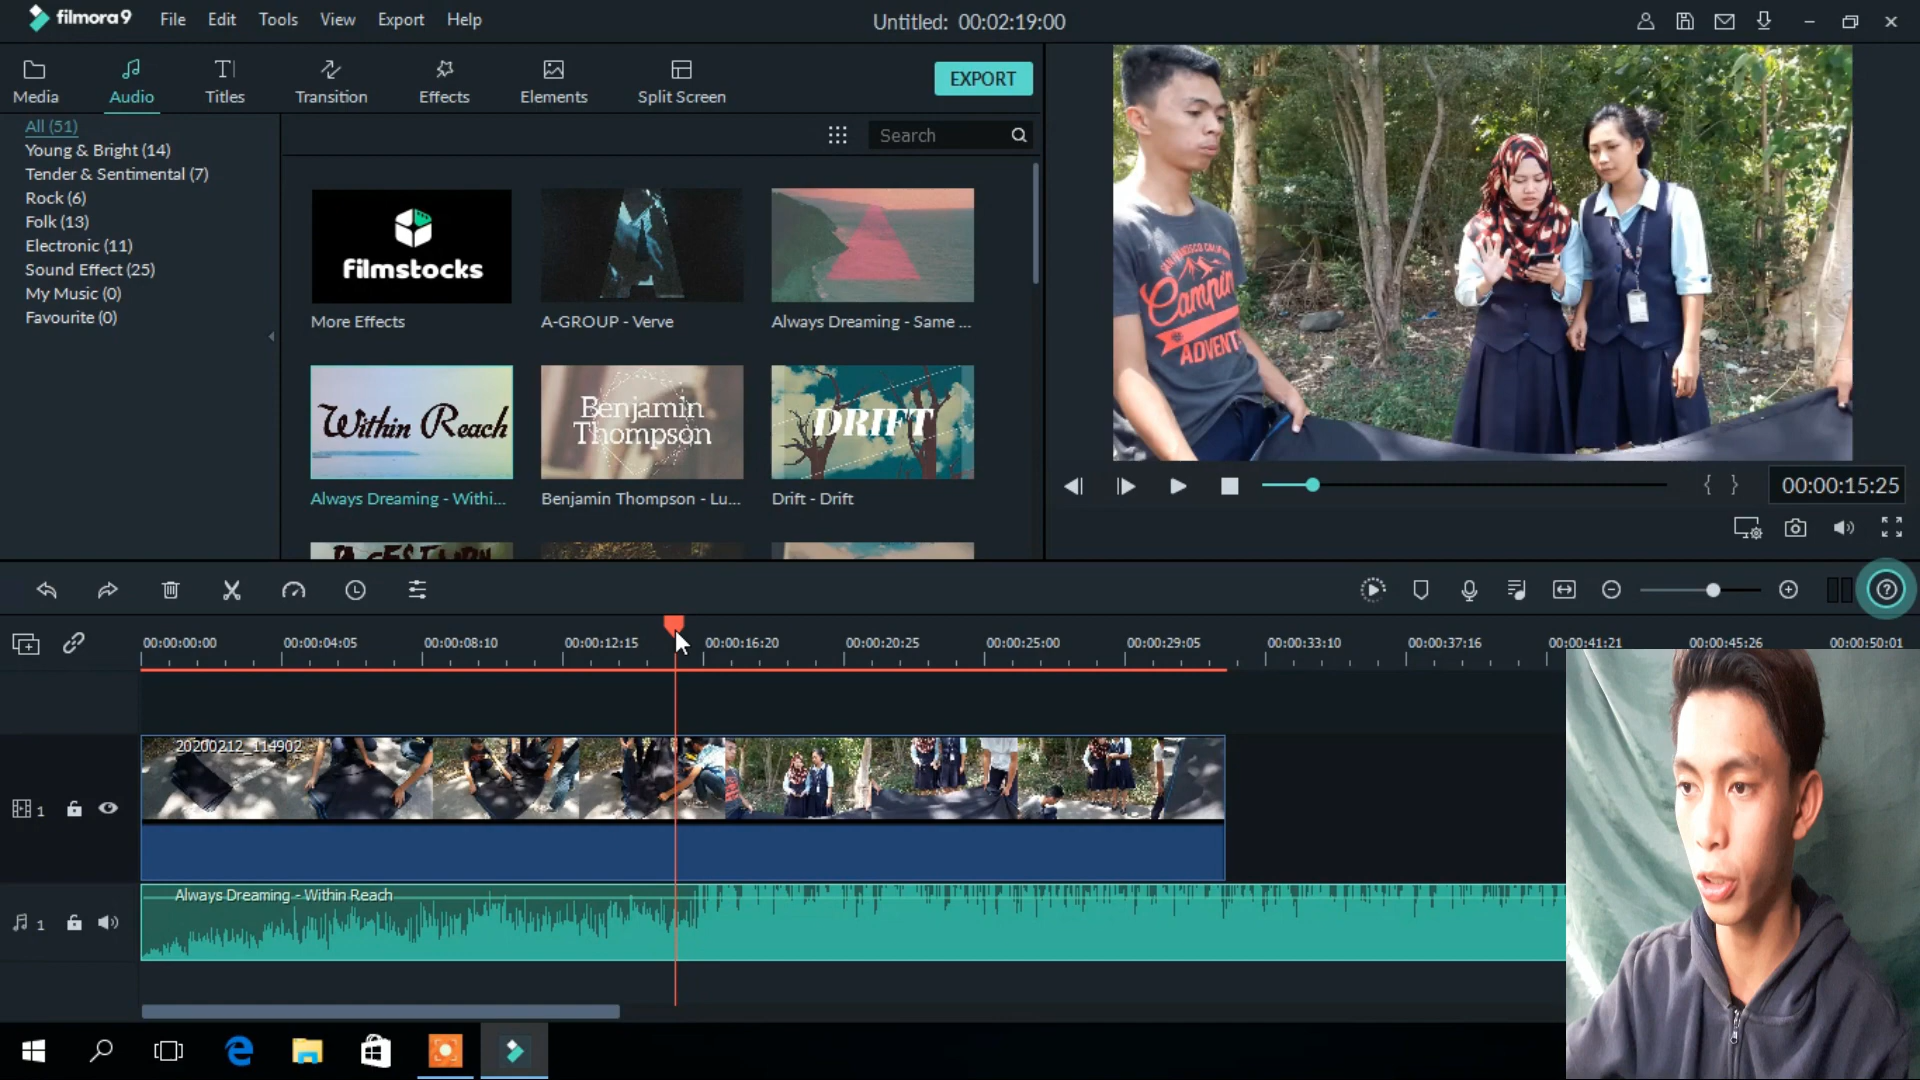 filmora9 File Edit Tools View Export Help Untitled: 00:02:19:00
Media Audio Titles Transition Effects Elements Split Screen EXPORT
All (51)
Young & Bright (14)
Tender & Sentimental (7)
Rock (6)
Folk (13)
Electronic (11)
Sound Effect (25)
My Music (0)
Favourite (0)
Search
filmstocks
More Effects
A-GROUP - Verve
Always Dreaming - Same ...
Within Reach
Always Dreaming - Withi...
Benjamin
Thompson
Benjamin Thompson - Lu...
DRIFT
Drift - Drift
SAN FRANCISCO
Campin
ADVENT
{ } 00:00:15:25
00:00:00:00 00:00:04:05 00:00:08:10 00:00:12:15 00:00:16:20 00:00:20:25 00:00:25:00 00:00:29:05 00:00:33:10 00:00:37:16 00:00:41:21 00:00:45:26 00:00:50:01
20200212_114902
1
Always Dreaming - Within Reach
1